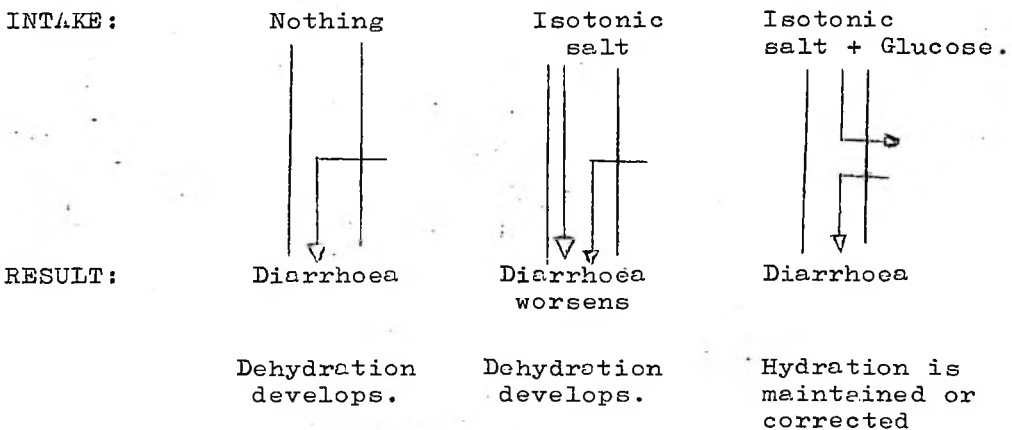 INTAKE: Nothing Isotonic salt Isotonic salt + Glucose.
RESULT: Diarrhoea Diarrhoea worsens Diarrhoea
Dehydration develops. Dehydration develops. Hydration is maintained or corrected